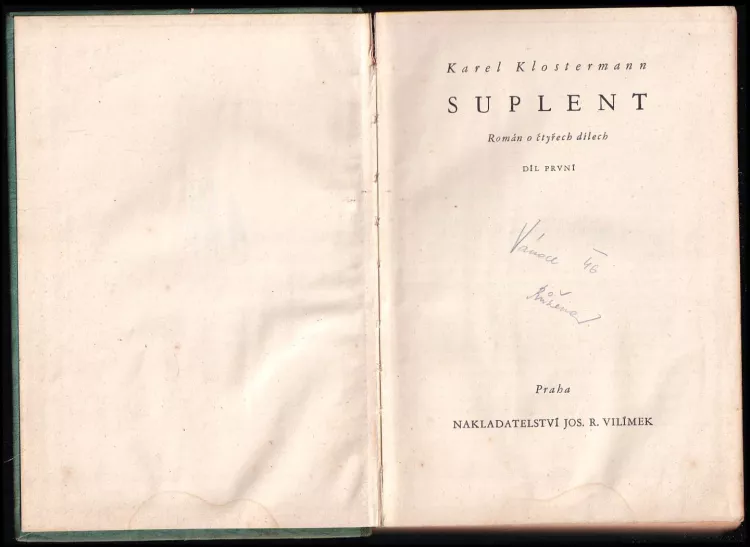 Karel Klostermann
SUPLENT
Román o čtyřech dílech
DÍL PRVNÍ
Vánoce 46
Praha
NAKLADATELSTVÍ JOS. R. VILÍMEK